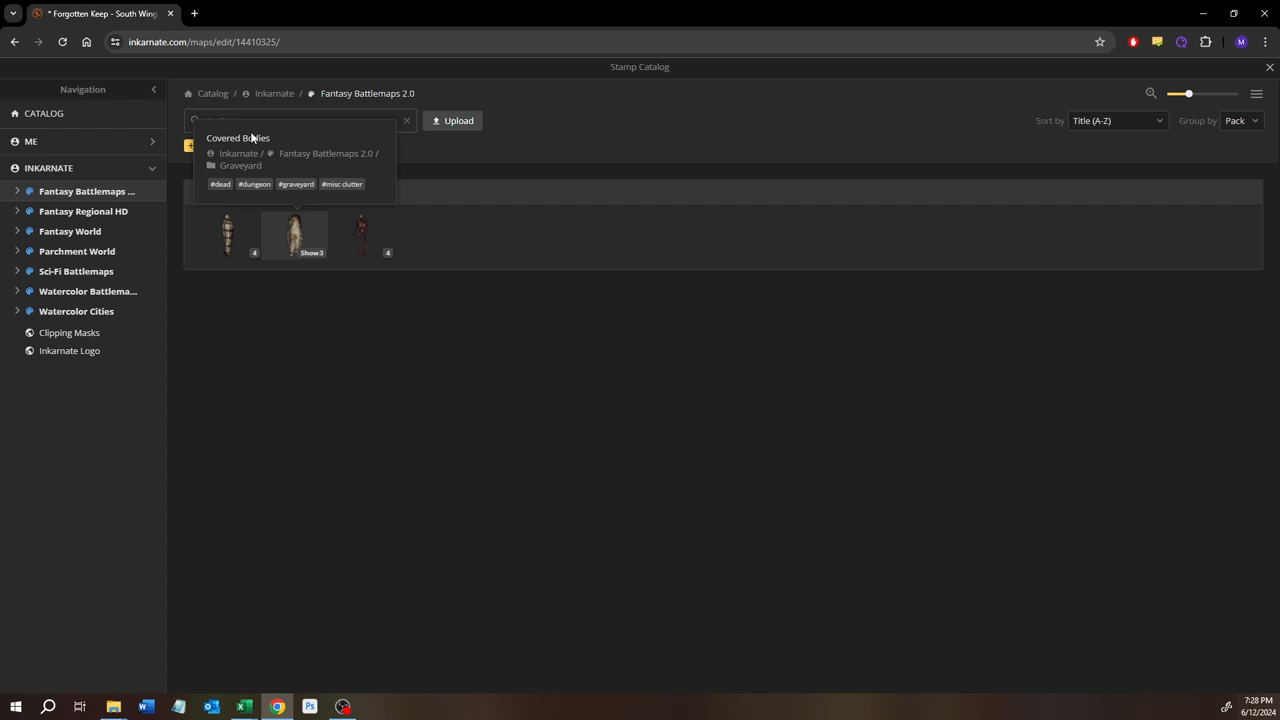 * Forgotten Keep - South Wing
inkarnate.com/maps/edit/14410325/
M
Stamp Catalog
Navigation
Catalog / Inkarnate / Fantasy Battlemaps 2.0
CATALOG
Upload
Sort by Title (A-Z) Group by Pack
ME
Covered Bodies
Inkarnate / Fantasy Battlemaps 2.0 /
Graveyard
#dead #dungeon #graveyard #misc clutter
INKARNATE
Fantasy Battlemaps ...
Fantasy Regional HD
Fantasy World
Parchment World
Sci-Fi Battlemaps
Watercolor Battlema...
Watercolor Cities
Clipping Masks
Inkarnate Logo
4 Show3 4
W
X
Ps
7:28 PM
6/12/2024